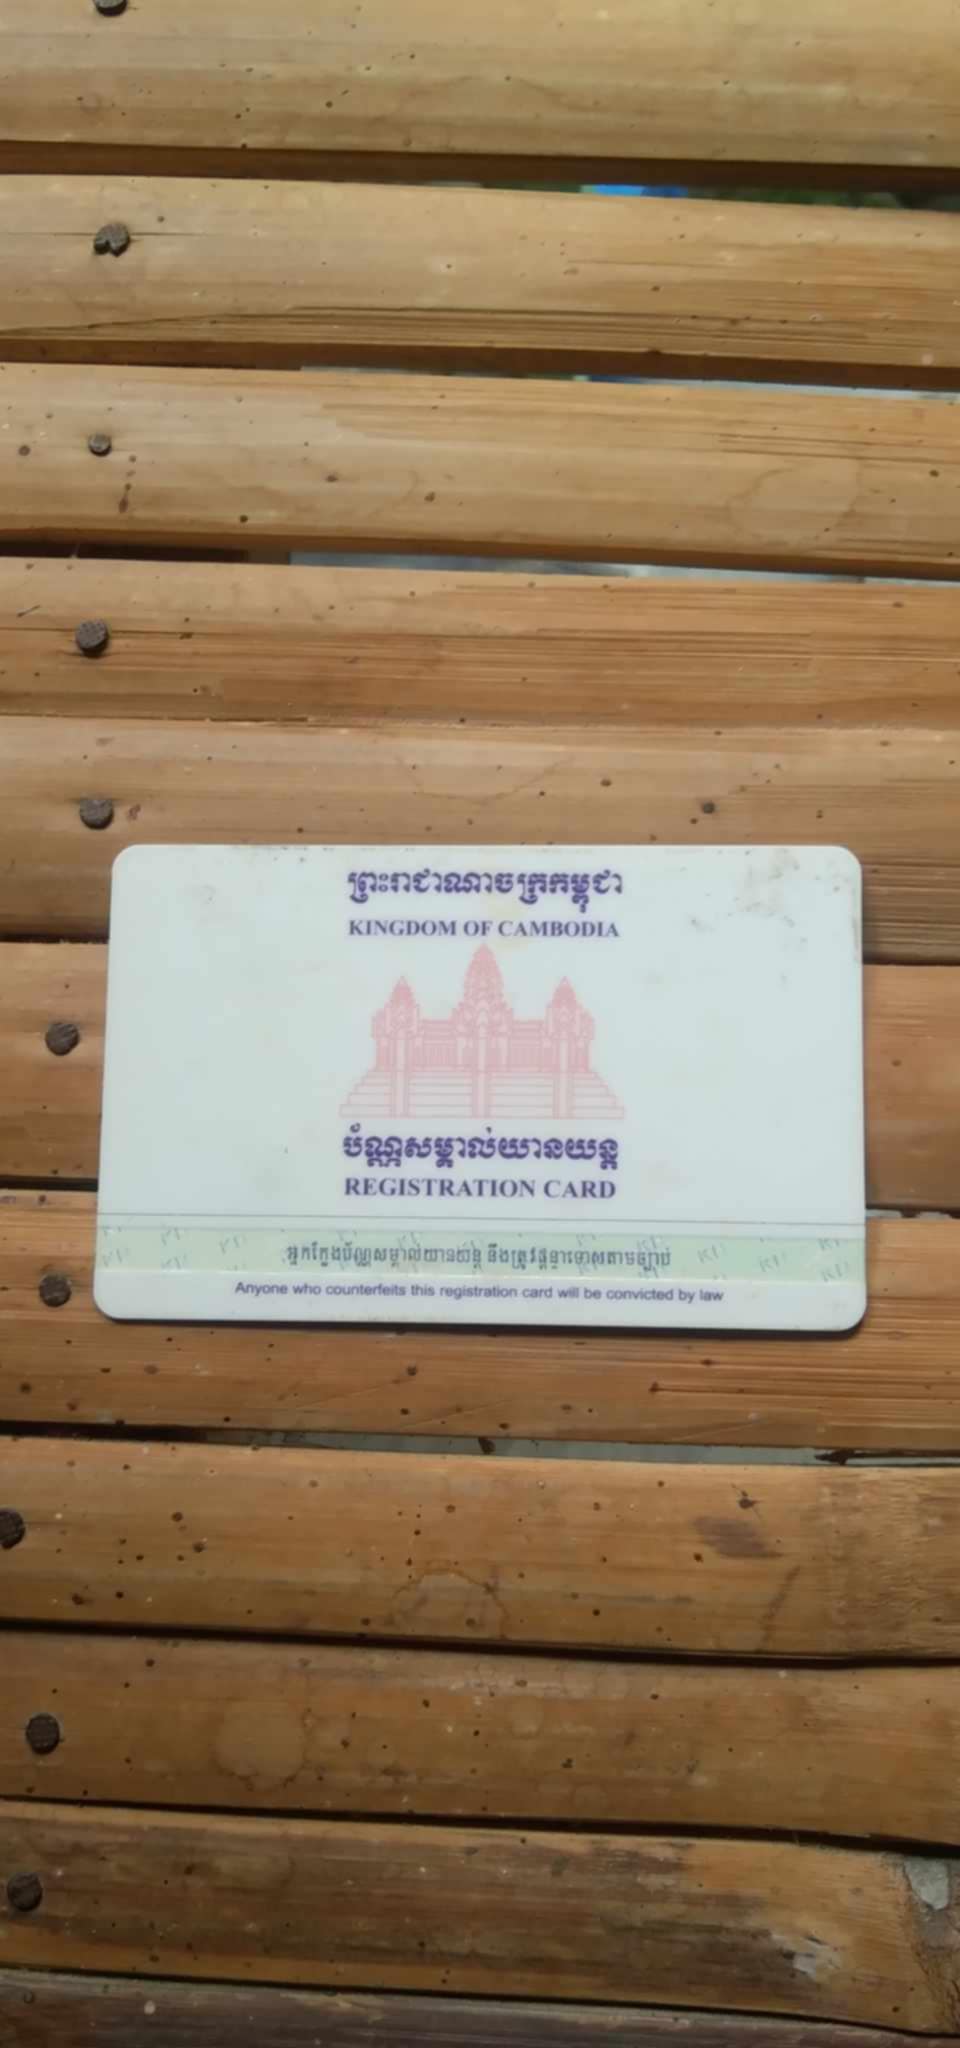 ព្រះរាជាណាចក្រកម្ពុជា
KINGDOM OF CAMBODIA
ប័ណ្ណសម្គាល់យានយន្ត
REGISTRATION CARD
អ្នកក្លែងប័ណ្ណសម្គាល់យានយន្ត នឹងត្រូវផ្តន្ទាទោសតាមច្បាប់
Anyone who counterfeits this registration card will be convicted by law